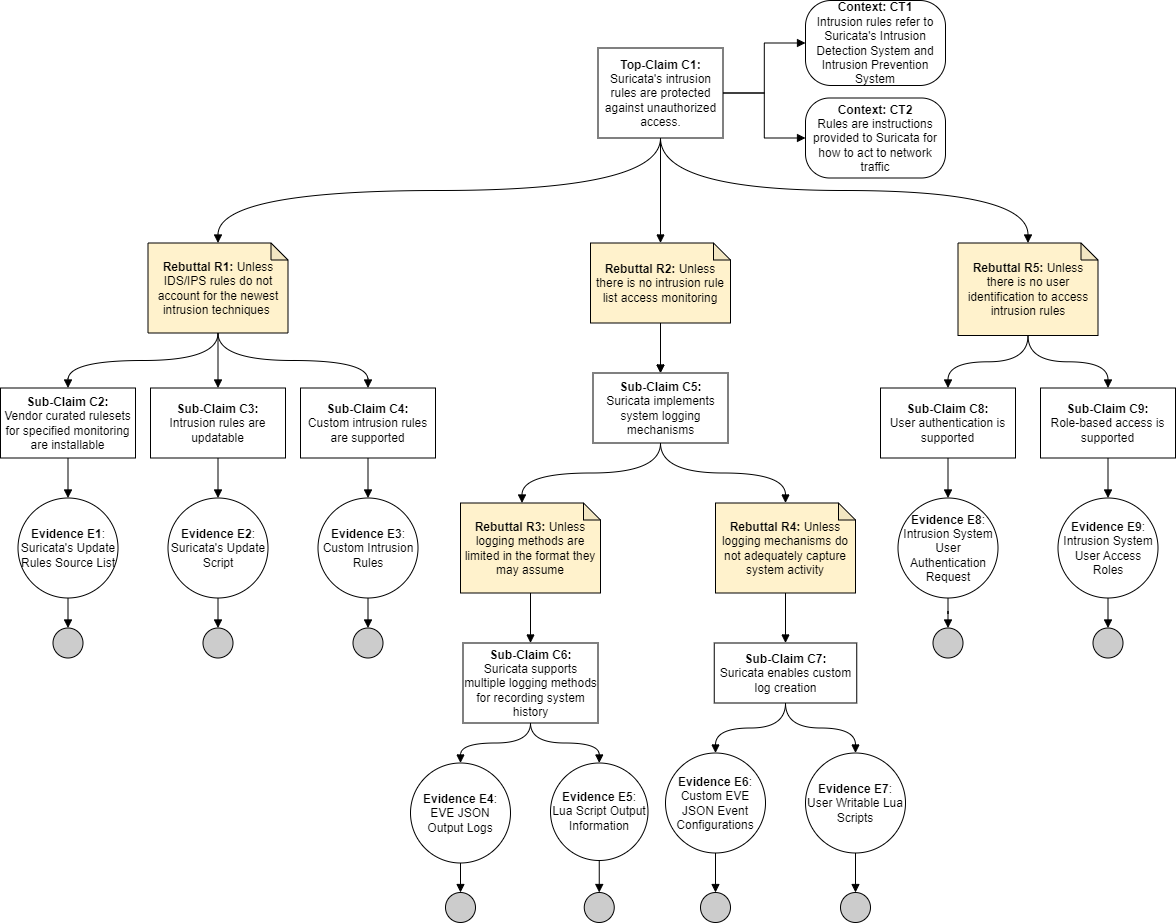 Context: CT1
Intrusion rules refer to
Suricata's Intrusion
Detection System and
Intrusion Prevention
System
Top-Claim C1:
Suricata's intrusion
rules are protected
against unauthorized
access.
Context: CT2
Rules are instructions
provided to Suricata for
how to act to network
traffic
Rebuttal R1: Unless
IDS/IPS rules do not
account for the newest
intrusion techniques
Rebuttal R2: Unless
there is no intrusion rule
list access monitoring
Rebuttal R5: Unless
there is no user
identification to access
intrusion rules
Sub-Claim C2:
Vendor curated rulesets
for specified monitoring
are installable
Sub-Claim C3:
Intrusion rules are
updatable
Sub-Claim C4:
Custom intrusion rules
are supported
Sub-Claim C5:
Suricata implements
system logging
mechanisms
Sub-Claim C8:
User authentication is
supported
Sub-Claim C9:
Role-based access is
supported
Evidence E1:
Suricata's Update
Rules Source List
Evidence E2:
Suricata's Update
Script
Evidence E3:
Custom Intrusion
Rules
Rebuttal R3: Unless
logging methods are
limited in the format they
may assume
Rebuttal R4: Unless
logging mechanisms do
not adequately capture
system activity
Evidence E8:
Intrusion System
User
Authentication
Request
Evidence E9:
Intrusion System
User Access
Roles
Sub-Claim C6:
Suricata supports
multiple logging methods
for recording system
history
Sub-Claim C7:
Suricata enables custom
log creation
Evidence E4:
EVE JSON
Output Logs
Evidence E5:
Lua Script Output
Information
Evidence E6:
Custom EVE
JSON Event
Configurations
Evidence E7:
User Writable Lua
Scripts